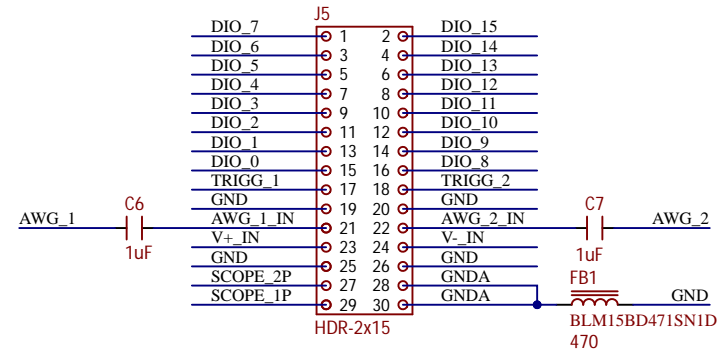 J5
DIO_7 1 2 DIO_15
DIO_6 3 4 DIO_14
DIO_5 5 6 DIO_13
DIO_4 7 8 DIO_12
DIO_3 9 10 DIO_11
DIO_2 11 12 DIO_10
DIO_1 13 14 DIO_9
DIO_0 15 16 DIO_8
TRIGG_1 17 18 TRIGG_2
GND 19 20 GND
AWG_1 C6 1uF AWG_1_IN 21 22 AWG_2_IN C7 1uF AWG_2
V+_IN 23 24 V-_IN
GND 25 26 GND
SCOPE_2P 27 28 GNDA
SCOPE_1P 29 30 GNDA FB1 GND
HDR-2x15 BLM15BD471SN1D
470